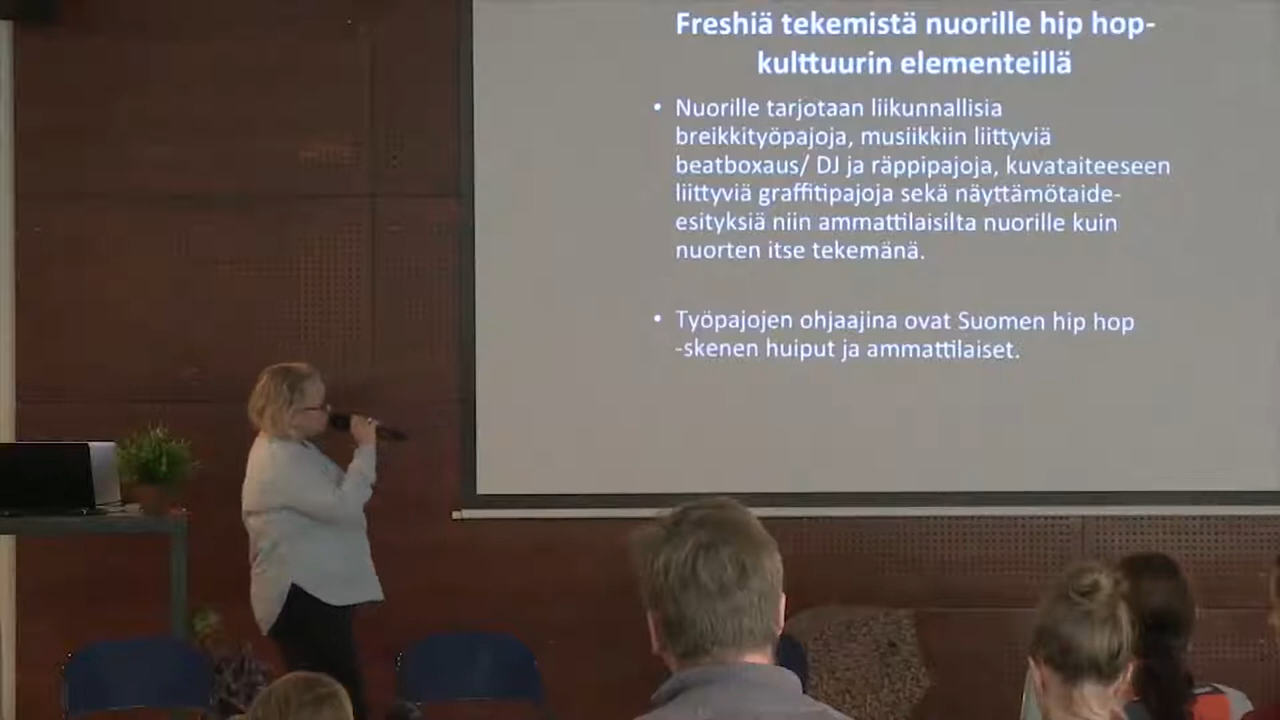 Freshiä tekemistä nuorille hip hop-
kulttuurin elementeillä
• Nuorille tarjotaan liikunnallisia
breikkityöpajoja, musiikkiin liittyviä
beatboxaus/ DJ ja räppipajoja, kuvataiteeseen
liittyviä graffitipajoja sekä näyttämötaide-
esityksiä niin ammattilaisilta nuorille kuin
nuorten itse tekemänä.
• Työpajojen ohjaajina ovat Suomen hip hop
-skenen huiput ja ammattilaiset.